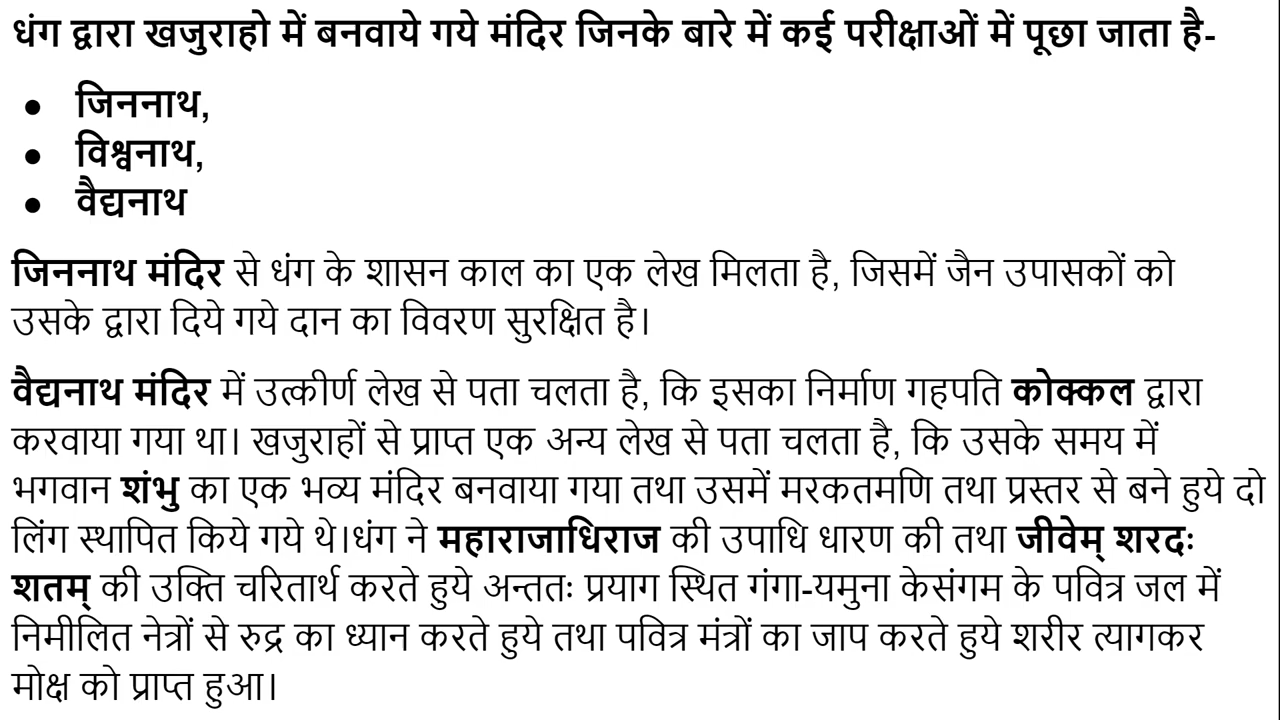 धंग द्वारा खजुराहो में बनवाये गये मंदिर जिनके बारे में कई परीक्षाओं में पूछा जाता है-
● जिननाथ,
● विश्वनाथ,
● वैद्यनाथ
जिननाथ मंदिर से धंग के शासन काल का एक लेख मिलता है, जिसमें जैन उपासकों को
उसके द्वारा दिये गये दान का विवरण सुरक्षित है।
वैद्यनाथ मंदिर में उत्कीर्ण लेख से पता चलता है, कि इसका निर्माण गहपति कोक्कल द्वारा
करवाया गया था। खजुराहों से प्राप्त एक अन्य लेख से पता चलता है, कि उसके समय में
भगवान शंभु का एक भव्य मंदिर बनवाया गया तथा उसमें मरकतमणि तथा प्रस्तर से बने हुये दो
लिंग स्थापित किये गये थे।धंग ने महाराजाधिराज की उपाधि धारण की तथा जीवेम् शरदः
शतम् की उक्ति चरितार्थ करते हुये अन्ततः प्रयाग स्थित गंगा-यमुना केसंगम के पवित्र जल में
निमीलित नेत्रों से रुद्र का ध्यान करते हुये तथा पवित्र मंत्रों का जाप करते हुये शरीर त्यागकर
मोक्ष को प्राप्त हुआ।